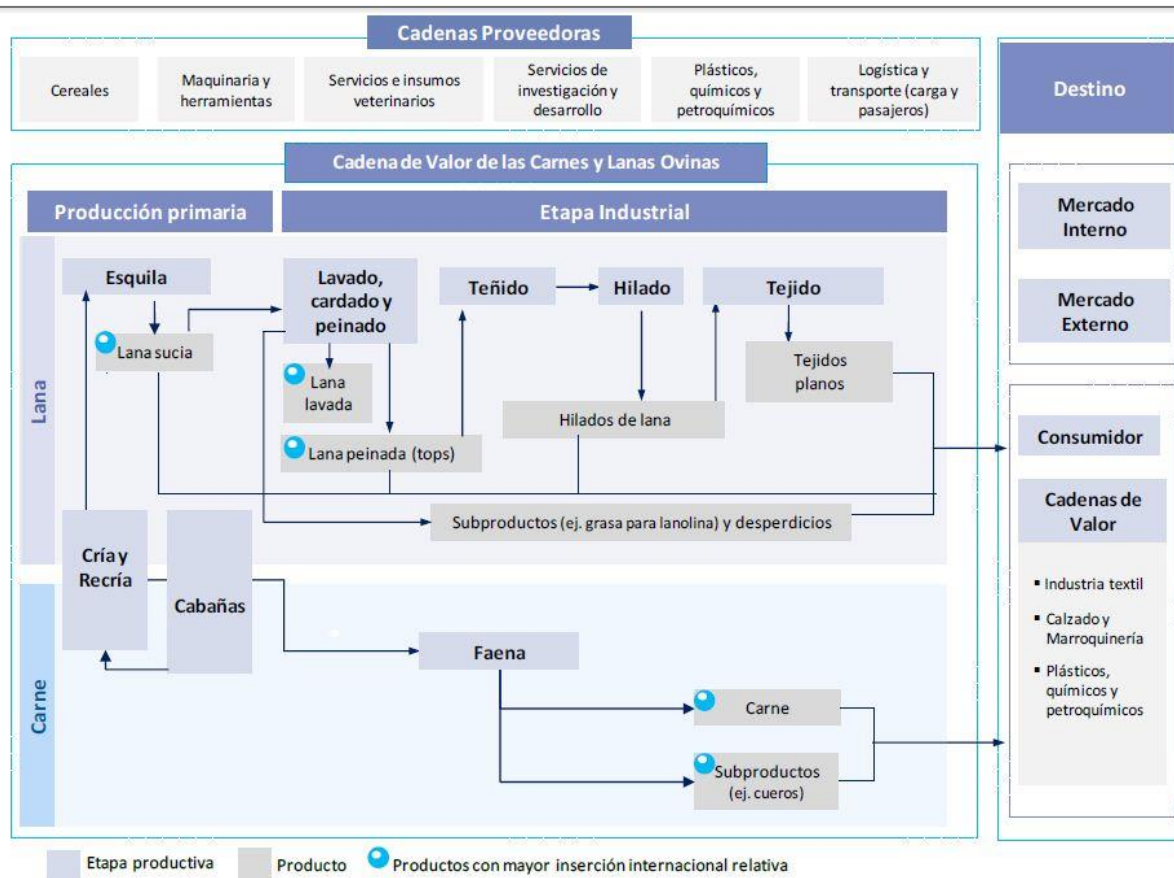 Cadenas Proveedoras
Cereales
Maquinaria y
herramientas
Servicios e insumos
veterinarios
Servicios de
investigación y
desarrollo
Plásticos,
químicos y
petroquímicos
Logística y
transporte (carga y
pasajeros)
Destino
Cadena de Valor de las Carnes y Lanas Ovinas
Producción primaria
Etapa Industrial
Mercado
Interno
Mercado
Externo
Lana
Esquila
Lana sucia
Lavado,
cardado y
peinado
Lana
lavada
Lana peinada (tops)
Teñido
Hilado
Hilados de lana
Tejido
Tejidos
planos
Subproductos (ej. grasa para lanolina) y desperdicios
Consumidor
Cadenas de
Valor
▪ Industria textil
▪ Calzado y
Marroquinería
▪ Plásticos,
químicos y
petroquímicos
Cría y
Recría
Cabañas
Carne
Faena
Carne
Subproductos
(ej. cueros)
Etapa productiva
Producto
Productos con mayor inserción internacional relativa